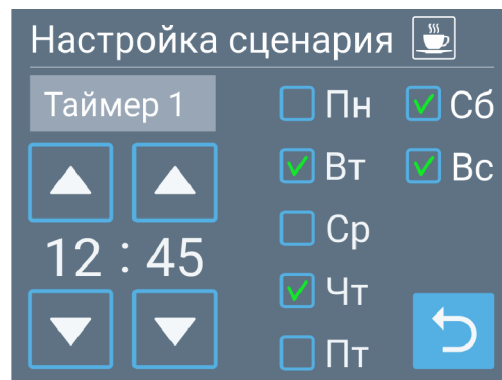 Настройка сценария
Таймер 1
12 : 45
Пн
Вт
Ср
Чт
Пт
Сб
Вс